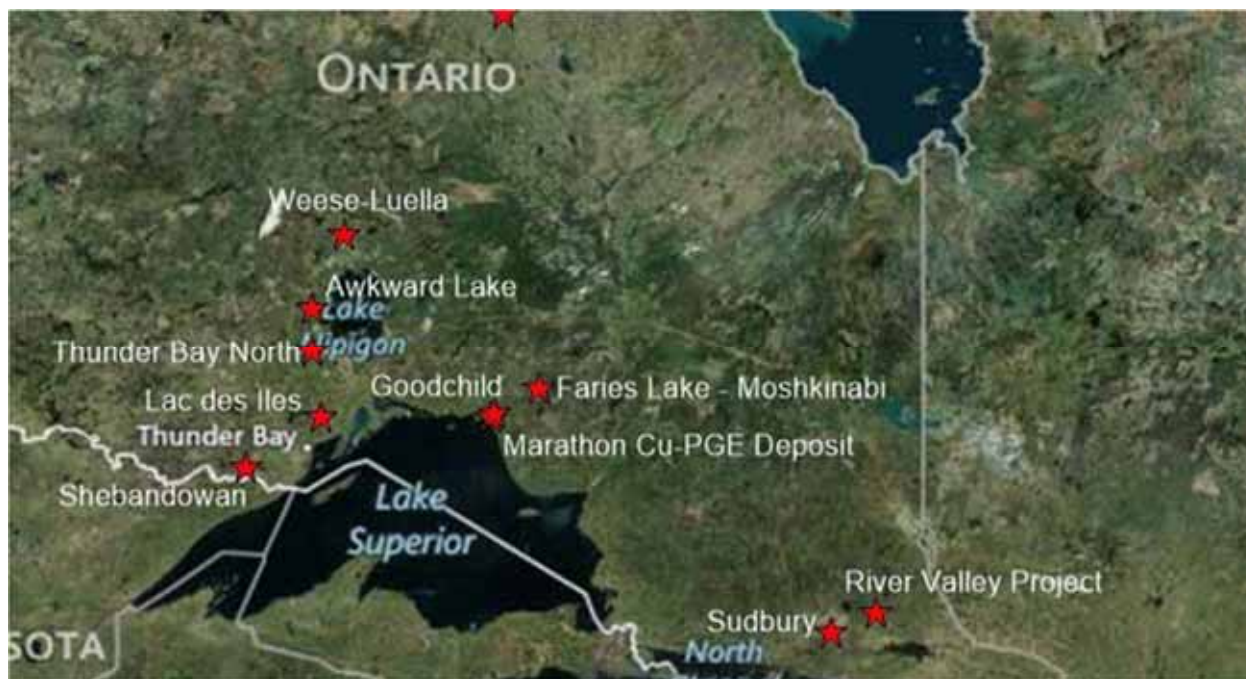 ONTARIO
Weese-Luella
Awkward Lake
Lake
Nipigon
Thunder Bay North
Goodchild
Faries Lake - Moshkinabi
Lac des Iles
Thunder Bay
Marathon Cu-PGE Deposit
Shebandowan
Lake
Superior
River Valley Project
Sudbury
North
SOTA